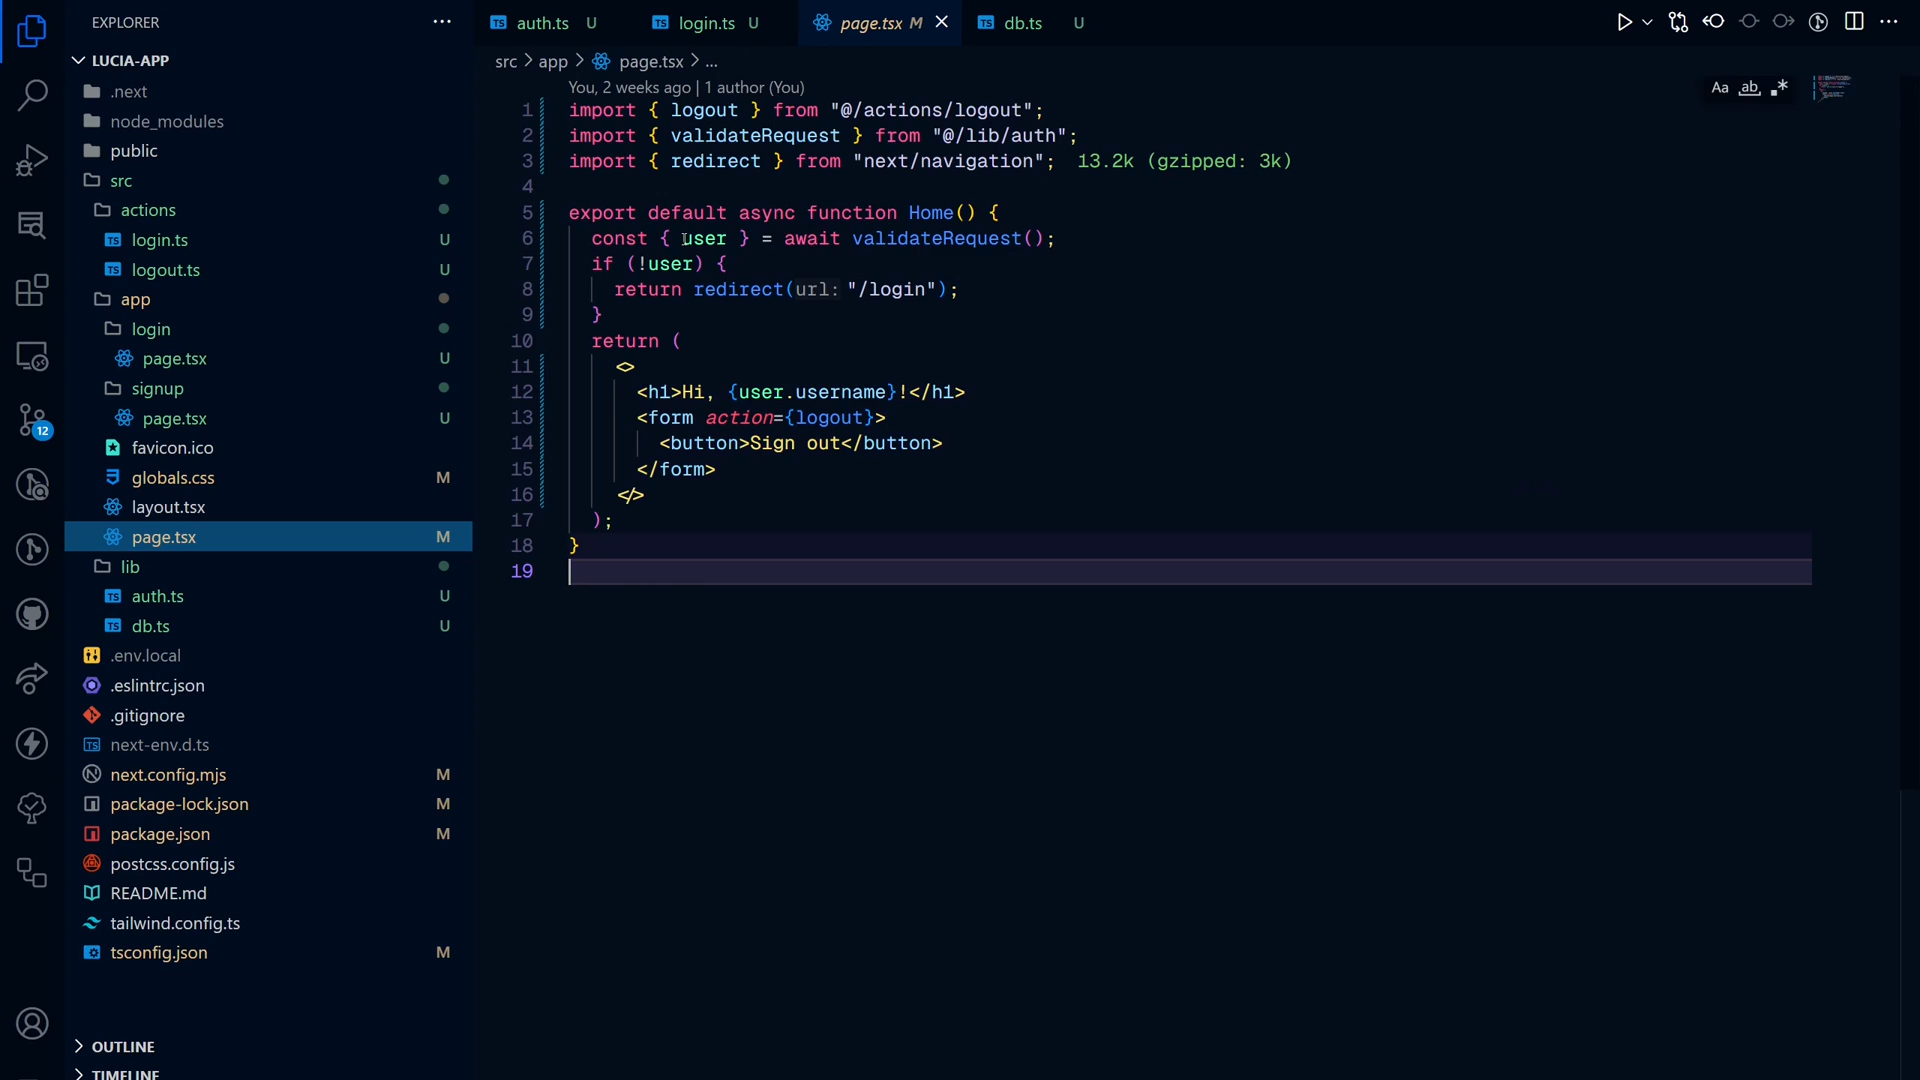 EXPLORER
LUCIA-APP
.next
node_modules
public
src
actions
login.ts U
logout.ts U
app
login
page.tsx U
signup
page.tsx U
favicon.ico
globals.css M
layout.tsx
page.tsx M
lib
auth.ts U
db.ts U
.env.local
.eslintrc.json
.gitignore
next-env.d.ts
next.config.mjs M
package-lock.json M
package.json M
postcss.config.js
README.md
tailwind.config.ts
tsconfig.json M
OUTLINE
TIMELINE
12
auth.ts U login.ts U page.tsx M db.ts U
src > app > page.tsx > ...
You, 2 weeks ago | 1 author (You)
Aa ab
1 import { logout } from "@/actions/logout";
2 import { validateRequest } from "@/lib/auth";
3 import { redirect } from "next/navigation"; 13.2k (gzipped: 3k)
4
5 export default async function Home() {
6 const { user } = await validateRequest();
7 if (!user) {
8 return redirect(url: "/login");
9 }
10 return (
11 <>
12 <h1>Hi, {user.username}!</h1>
13 <form action={logout}>
14 <button>Sign out</button>
15 </form>
16 </>
17 );
18 }
19